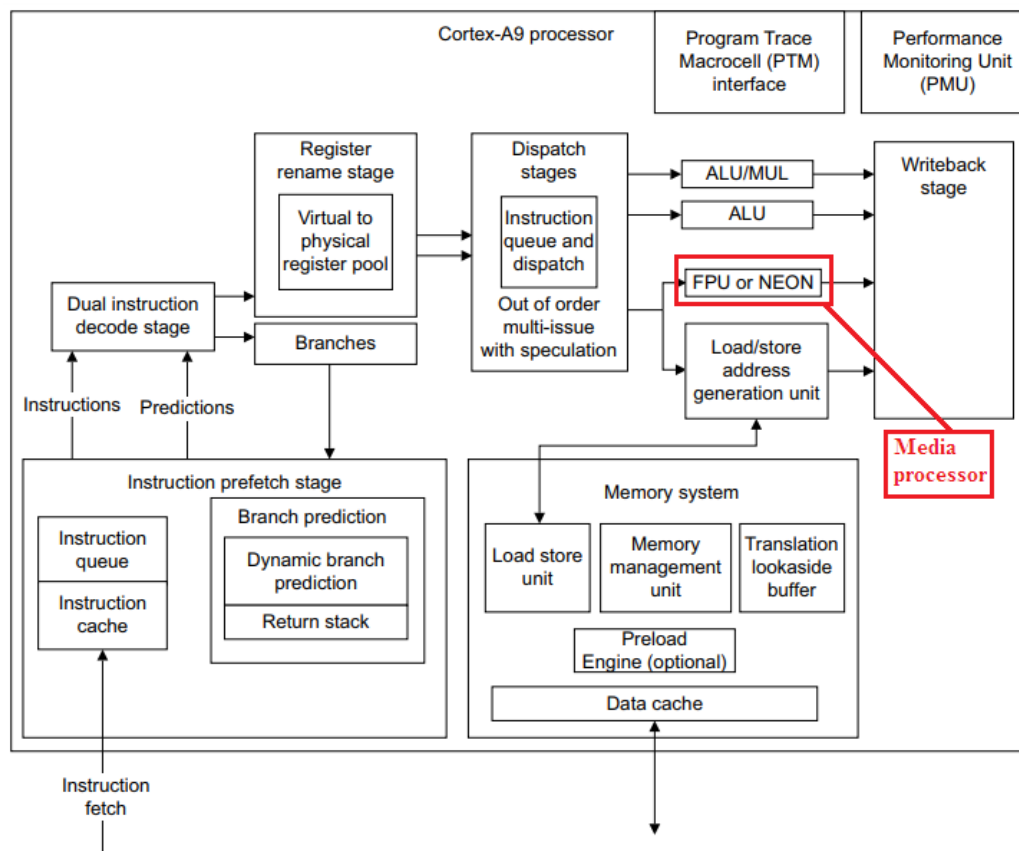 Cortex-A9 processor
Program Trace
Macrocell (PTM)
interface
Performance
Monitoring Unit
(PMU)
Register
rename stage
Virtual to
physical
register pool
Dispatch
stages
Instruction
queue and
dispatch
Out of order
multi-issue
with speculation
ALU/MUL
ALU
FPU or NEON
Load/store
address
generation unit
Writeback
stage
Dual instruction
decode stage
Branches
Instructions
Predictions
Media
processor
Instruction prefetch stage
Instruction
queue
Instruction
cache
Branch prediction
Dynamic branch
prediction
Return stack
Memory system
Load store
unit
Memory
management
unit
Translation
lookaside
buffer
Preload
Engine (optional)
Data cache
Instruction
fetch